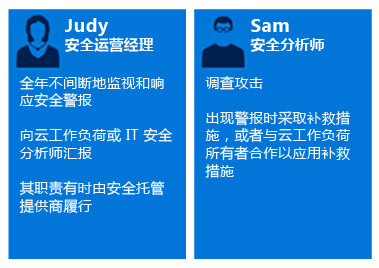 Judy
安全运营经理
全年不间断地监视和响
应安全警报
向云工作负荷或 IT 安全
分析师汇报
其职责有时由安全托管
提供商履行
Sam
安全分析师
调查攻击
出现警报时采取补救措
施，或者与云工作负荷
所有者合作以应用补救
措施